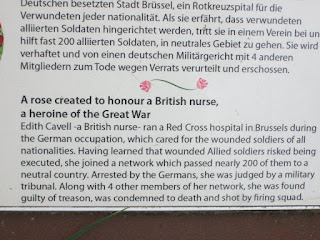 Deutschen besetzten Stadt Brüssel, ein Rotkreuzspital für die
Verwundeten jeder nationalität. Als sie erfährt, dass verwundeten
alliierten Soldaten hingerichtet werden, tritt sie in einem Verein bei un
hilft fast 200 alliierten Soldaten, in neutrales Gebiet zu gehen. Sie wird
verhaftet und von einen deutschen Militärgericht mit 4 anderen
Mitgliedern zum Tode wegen Verrats verurteilt und erschossen.
A rose created to honour a British nurse,
a heroine of the Great War
Edith Cavell -a British nurse- ran a Red Cross hospital in Brussels during
the German occupation, which cared for the wounded soldiers of all
nationalities. Having learned that wounded Allied soldiers risked being
executed, she joined a network which passed nearly 200 of them to a
neutral country. Arrested by the Germans, she was judged by a military
tribunal. Along with 4 other members of her network, she was found
guilty of treason, was condemned to death and shot by firing squad.